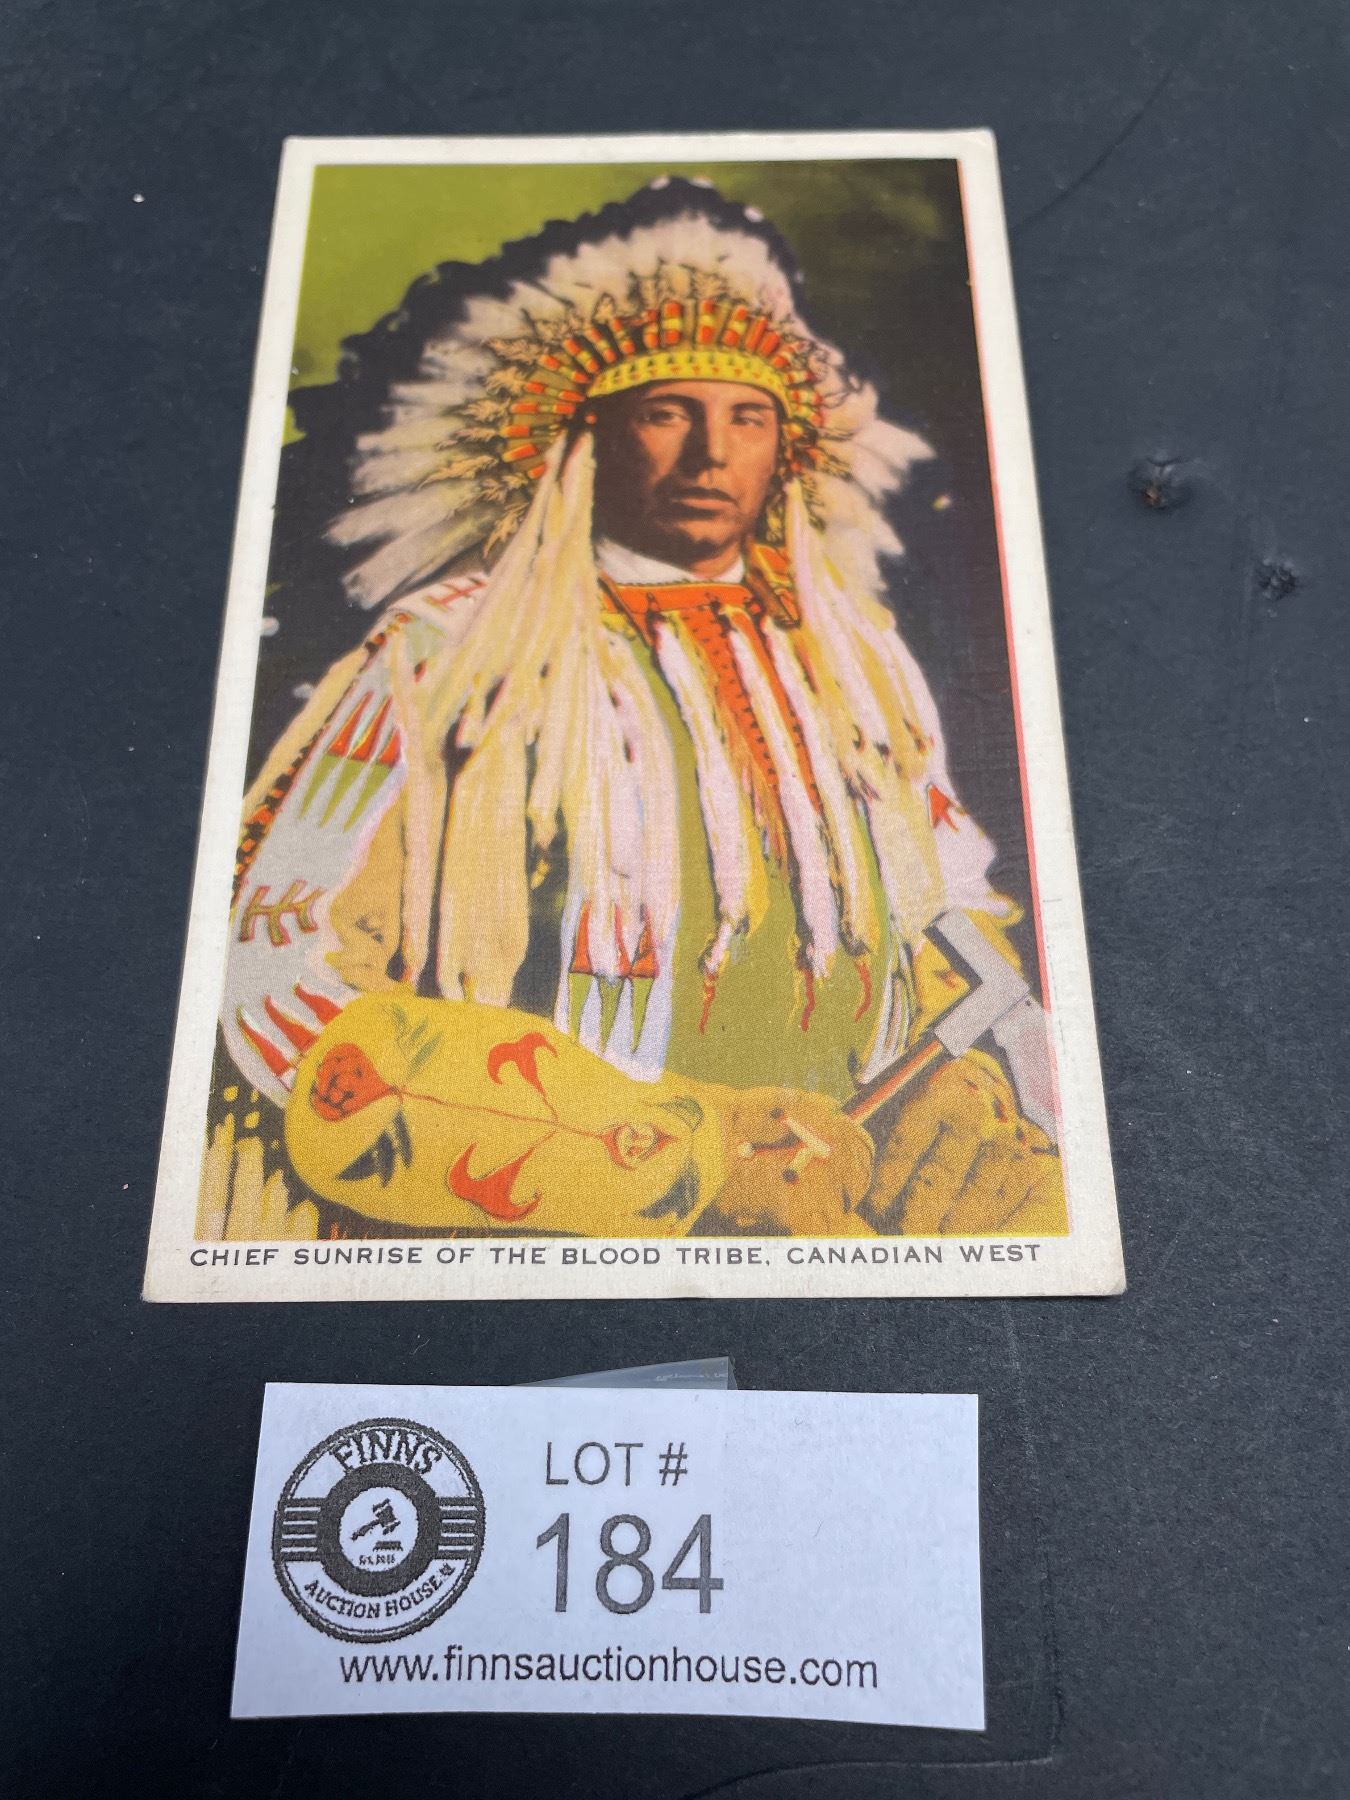 CHIEF SUNRISE OF THE BLOOD TRIBE, CANADIAN WEST
FINNS
AUCTION HOUSE
LOT #
184
www.finnsauctionhouse.com